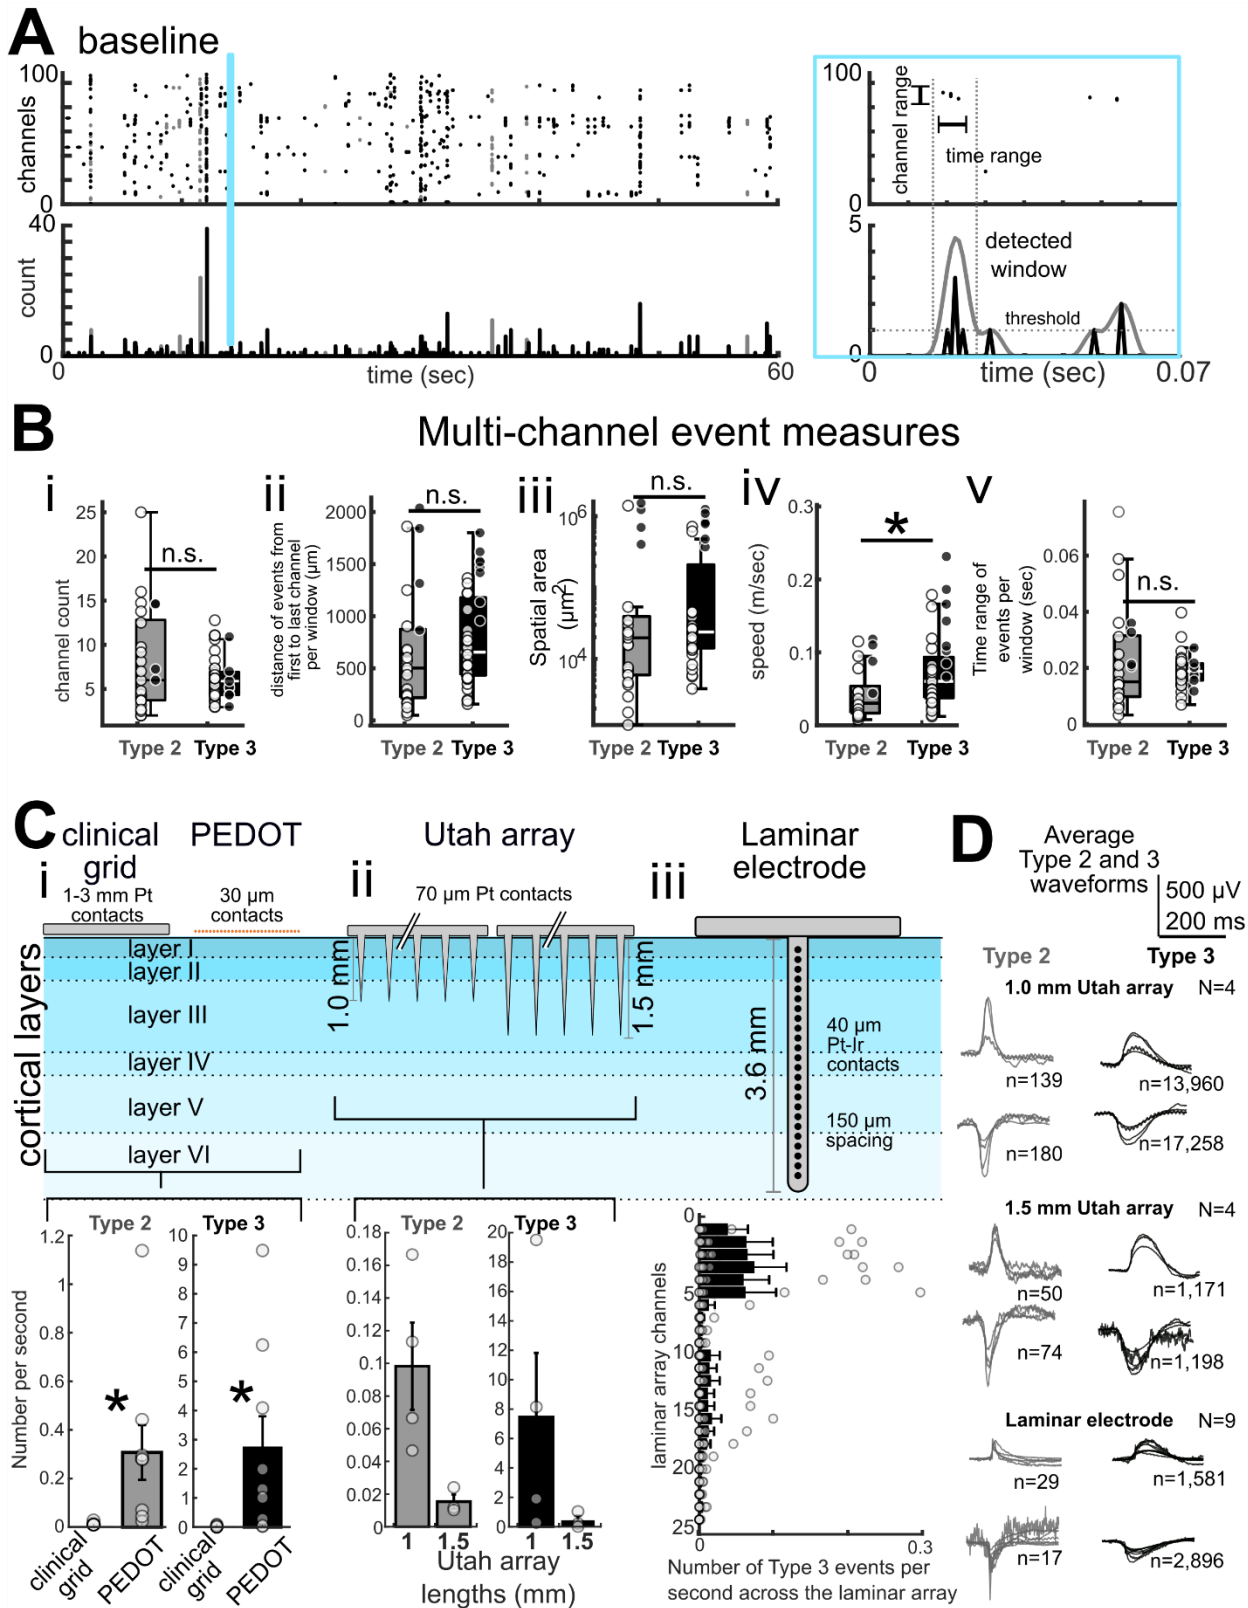 A baseline
100
channels
0
40
count
0
0
time (sec)
60
100
channel range
time range
0
5
detected
window
threshold
0
0
time (sec)
0.07
B Multi-channel event measures
i
channel count
25
20
15
10
5
n.s.
Type 2 Type 3
ii
distance of events from
first to last channel
per window (µm)
2000
1500
1000
500
0
n.s.
Type 2 Type 3
iii
Spatial area
(µm²)
10⁶
10⁴
n.s.
Type 2 Type 3
iv
speed (m/sec)
0.3
0.2
0.1
0
*
Type 2 Type 3
v
Time range of
events per
window (sec)
0.06
0.04
0.02
0
n.s.
Type 2 Type 3
C
cortical layers
i
clinical
grid
PEDOT
1-3 mm Pt
contacts
30 µm
contacts
ii
Utah array
70 µm Pt contacts
1.0 mm
1.5 mm
iii
Laminar
electrode
3.6 mm
40 µm
Pt-Ir
contacts
150 µm
spacing
layer I
layer II
layer III
layer IV
layer V
layer VI
Type 2
Number per second
1.2
1
0.8
0.6
0.4
0.2
0
*
clinical
grid
PEDOT
Type 3
10
9
8
7
6
5
4
3
2
1
0
*
clinical
grid
PEDOT
Type 2
0.18
0.16
0.14
0.12
0.1
0.08
0.06
0.04
0.02
0
1 1.5
Type 3
20
18
16
14
12
10
8
6
4
2
0
1 1.5
Utah array
lengths (mm)
laminar array channels
0
5
10
15
20
25
0
0.3
Number of Type 3 events per
second across the laminar array
D
Average
Type 2 and 3
waveforms
500 µV
200 ms
Type 2 Type 3
1.0 mm Utah array N=4
n=139
n=13,960
n=180
n=17,258
1.5 mm Utah array N=4
n=50
n=1,171
n=74
n=1,198
Laminar electrode N=9
n=29
n=1,581
n=17
n=2,896